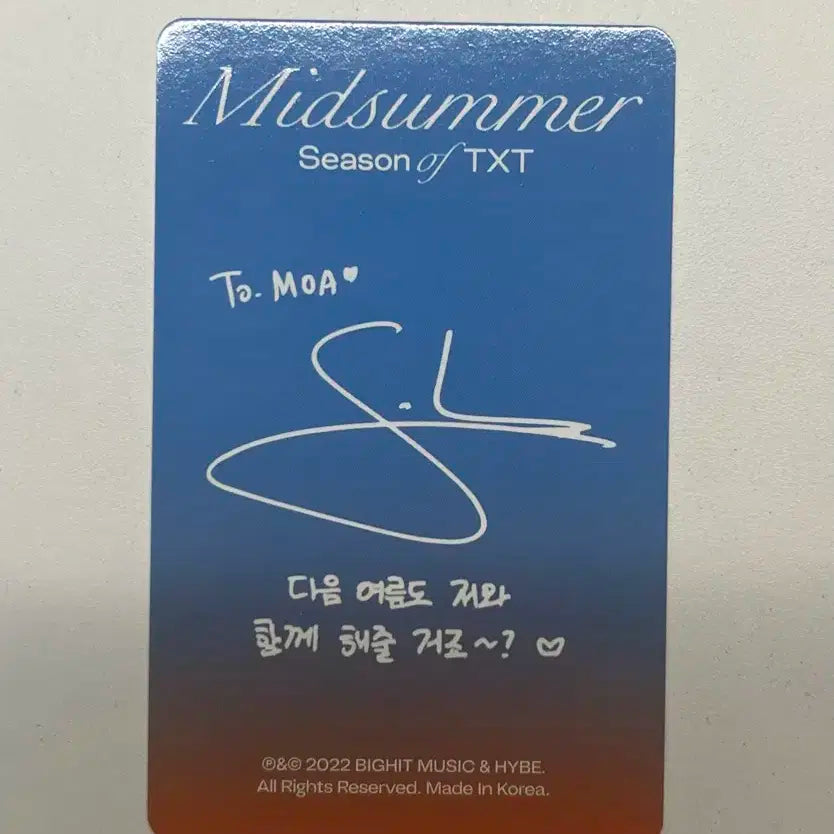 Midsummer
Season of TXT
To. MOA♥
다음 여름도 저와
함께 해줄 거죠~? ♡
℗&© 2022 BIGHIT MUSIC & HYBE.
All Rights Reserved. Made In Korea.